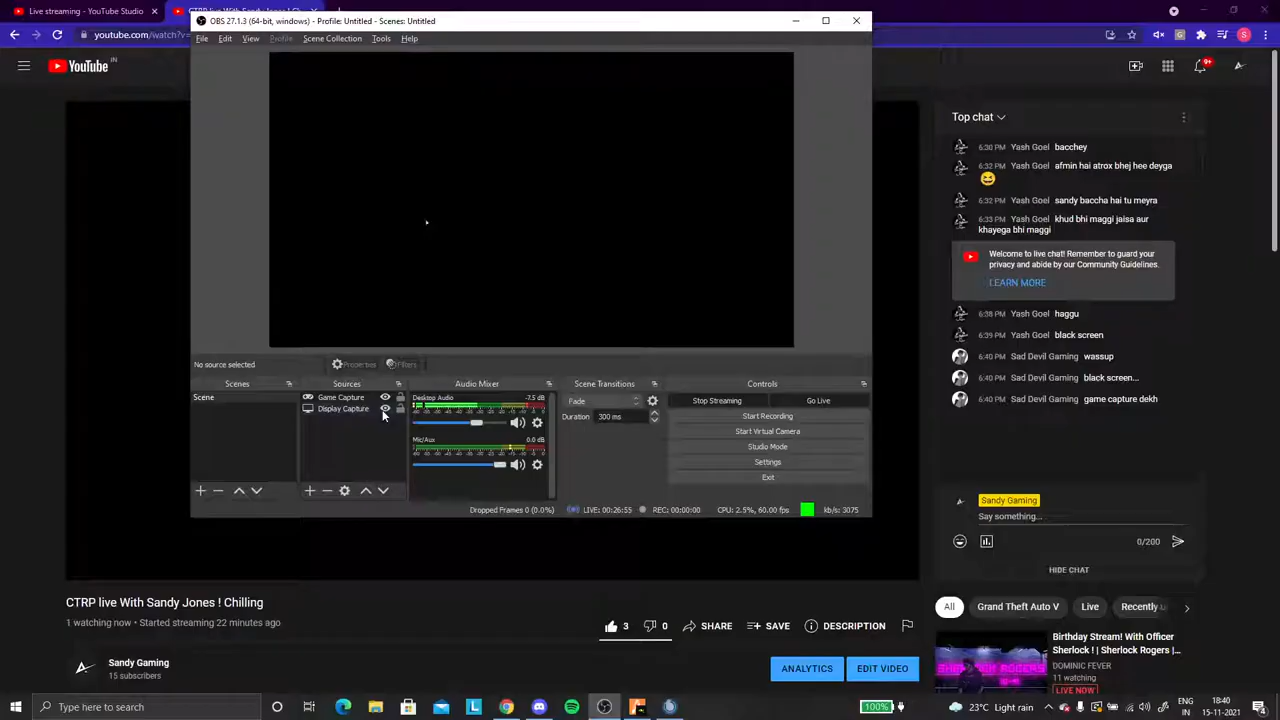 Live streaming - YouTube Studio
OBS 27.1.3 (64-bit, windows) - Profile: Untitled - Scenes: Untitled
File Edit View Profile Scene Collection Tools Help
youtube.com/watch?v=
YouTube IN
9+
S
No source selected
Properties Filters
Scenes
Scene
Sources
Game Capture
Display Capture
Audio Mixer
Desktop Audio -7.5 dB
Mic/Aux 0.0 dB
Scene Transitions
Fade
Duration 300 ms
Controls
Stop Streaming Go Live
Start Recording
Start Virtual Camera
Studio Mode
Settings
Exit
Dropped Frames 0 (0.0%) LIVE: 00:26:55 REC: 00:00:00 CPU: 2.5%, 60.00 fps kb/s: 3075
Top chat
6:30 PM Yash Goel bacchey
6:32 PM Yash Goel afmin hai atrox bhej hee deyga
6:32 PM Yash Goel sandy baccha hai tu meyra
6:33 PM Yash Goel khud bhi maggi jaisa aur
khayega bhi maggi
Welcome to live chat! Remember to guard your
privacy and abide by our Community Guidelines.
LEARN MORE
6:38 PM Yash Goel haggu
6:39 PM Yash Goel black screen
6:40 PM Sad Devil Gaming wassup
6:40 PM Sad Devil Gaming black screen...
6:40 PM Sad Devil Gaming game capture dekh
Sandy Gaming
Say something...
0/200
HIDE CHAT
CTRP live With Sandy Jones ! Chilling
1 watching now • Started streaming 22 minutes ago
3 0 SHARE SAVE DESCRIPTION
Sandy Gaming
15 subscribers
ANALYTICS EDIT VIDEO
All Grand Theft Auto V Live Recently u
Birthday Stream! With Officer
Sherlock ! | Sherlock Rogers |...
DOMINIC FEVER
11 watching
LIVE NOW
Type here to search
100%
23°C Light rain
ENG
IN
18:40
15-11-2021